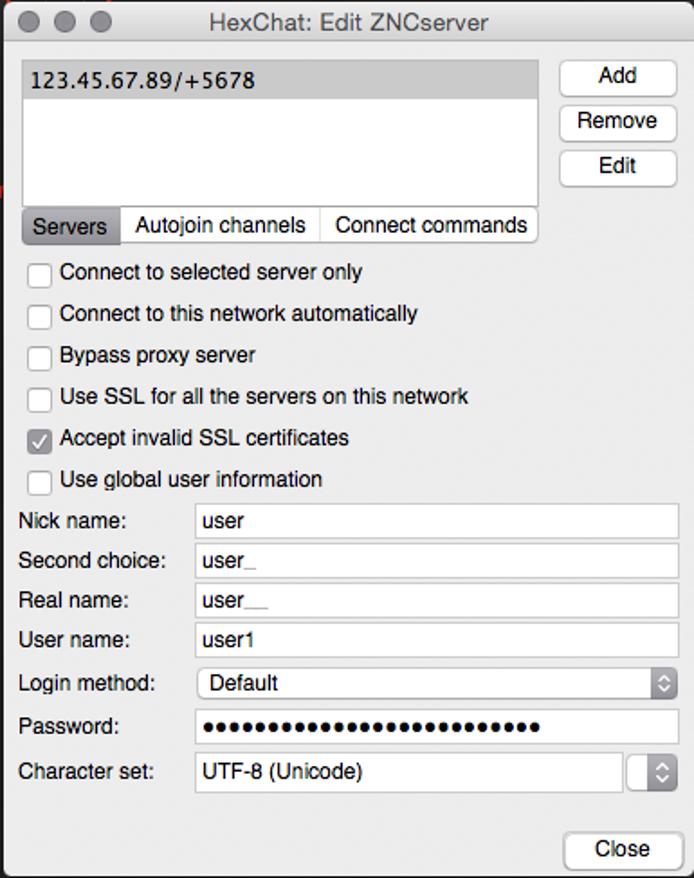 HexChat: Edit ZNCserver
123.45.67.89/+5678
Add
Remove
Edit
Servers Autojoin channels Connect commands
Connect to selected server only
Connect to this network automatically
Bypass proxy server
Use SSL for all the servers on this network
Accept invalid SSL certificates
Use global user information
Nick name: user
Second choice: user_
Real name: user__
User name: user1
Login method: Default
Password: ••••••••••••••••••••••••••
Character set: UTF-8 (Unicode)
Close